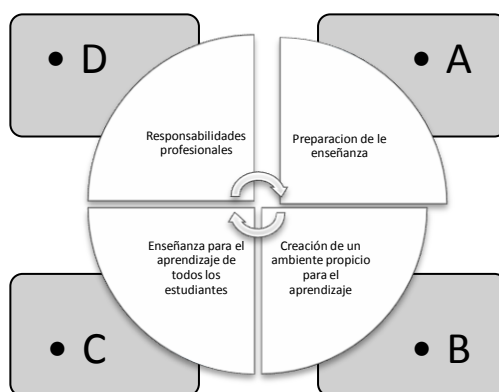 • D
• A
Responsabilidades
profesionales
Preparacion de le
enseñanza
Enseñanza para el
aprendizaje de
todos los
estudiantes
Creación de un
ambiente propicio
para el
aprendizaje
• C
• B